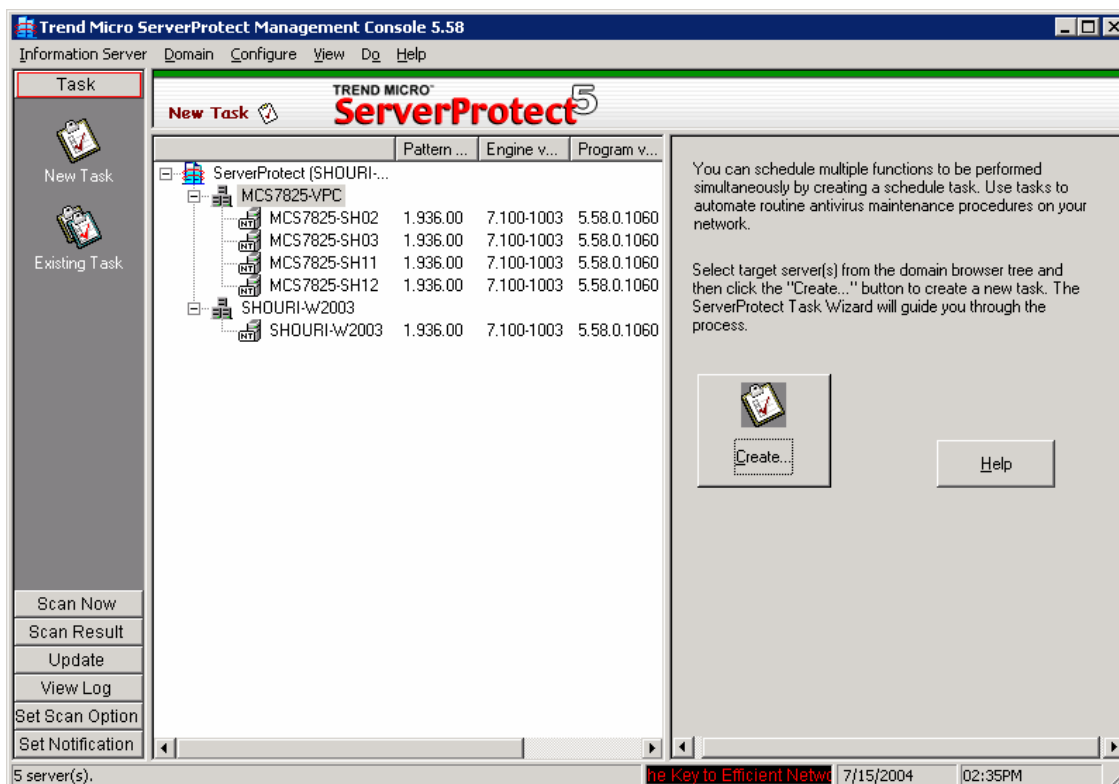 Trend Micro ServerProtect Management Console 5.58
Information Server Domain Configure View Do Help
Task
New Task
Existing Task
Scan Now
Scan Result
Update
View Log
Set Scan Option
Set Notification
New Task
TREND MICRO™
ServerProtect 5
Pattern ... Engine v... Program v...
ServerProtect (SHOURI-...
MCS7825-VPC
NT MCS7825-SH02 1.936.00 7.100-1003 5.58.0.1060
NT MCS7825-SH03 1.936.00 7.100-1003 5.58.0.1060
NT MCS7825-SH11 1.936.00 7.100-1003 5.58.0.1060
NT MCS7825-SH12 1.936.00 7.100-1003 5.58.0.1060
SHOURI-W2003
NT SHOURI-W2003 1.936.00 7.100-1003 5.58.0.1060
You can schedule multiple functions to be performed
simultaneously by creating a schedule task. Use tasks to
automate routine antivirus maintenance procedures on your
network.
Select target server(s) from the domain browser tree and
then click the "Create..." button to create a new task. The
ServerProtect Task Wizard will guide you through the
process.
Create...
Help
5 server(s).
he Key to Efficient Netwo
7/15/2004
02:35PM